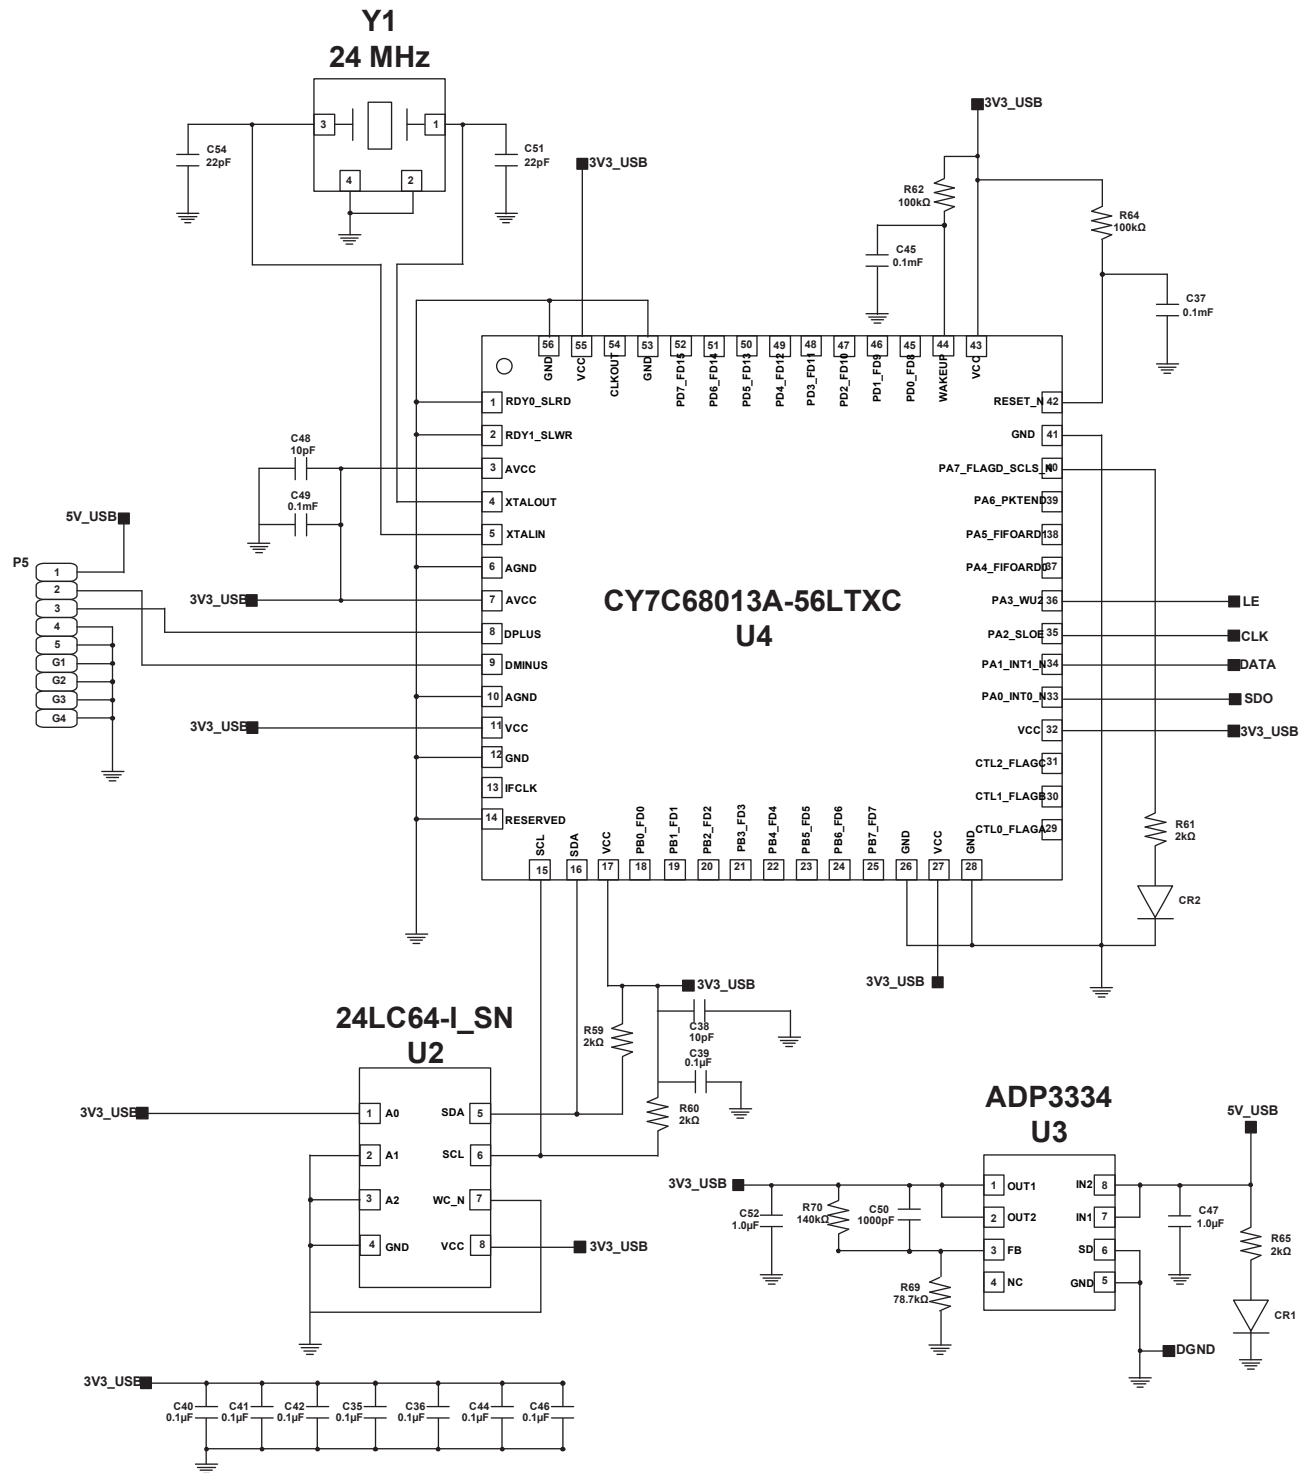 Y1
24 MHz
3
1
4
2
C54
22pF
C51
22pF
3V3_USB
3V3_USB
R62
100kΩ
R64
100kΩ
C45
0.1mF
C37
0.1mF
56
55
54
53
52
51
50
49
48
47
46
45
44
43
GND
VCC
CLKOUT
GND
PD7_FD15
PD6_FD14
PD5_FD13
PD4_FD12
PD3_FD11
PD2_FD10
PD1_FD9
PD0_FD8
WAKEUP
VCC
1 RDY0_SLRD
2 RDY1_SLWR
3 AVCC
4 XTALOUT
5 XTALIN
6 AGND
7 AVCC
8 DPLUS
9 DMINUS
10 AGND
11 VCC
12 GND
13 IFCLK
14 RESERVED
RESET_N 42
GND 41
PA7_FLAGD_SCLS_N 40
PA6_PKTEND 39
PA5_FIFOARD1 38
PA4_FIFOARD0 37
PA3_WU2 36
PA2_SLOE 35
PA1_INT1_N 34
PA0_INT0_N 33
VCC 32
CTL2_FLAGC 31
CTL1_FLAGB 30
CTL0_FLAGA 29
CY7C68013A-56LTXC
U4
C48
10pF
C49
0.1mF
5V_USB
3V3_USB
3V3_USB
P5
1
2
3
4
5
G1
G2
G3
G4
LE
CLK
DATA
SDO
3V3_USB
R61
2kΩ
CR2
SCL
SDA
VCC
PB0_FD0
PB1_FD1
PB2_FD2
PB3_FD3
PB4_FD4
PB5_FD5
PB6_FD6
PB7_FD7
GND
VCC
GND
15
16
17
18
19
20
21
22
23
24
25
26
27
28
3V3_USB
3V3_USB
R59
2kΩ
C38
10pF
C39
0.1µF
R60
2kΩ
24LC64-I_SN
U2
3V3_USB
1 A0
2 A1
3 A2
4 GND
SDA 5
SCL 6
WC_N 7
VCC 8
3V3_USB
ADP3334
U3
5V_USB
3V3_USB
1 OUT1
2 OUT2
3 FB
4 NC
IN2 8
IN1 7
SD 6
GND 5
C52
1.0µF
R70
140kΩ
C50
1000pF
R69
78.7kΩ
C47
1.0µF
R65
2kΩ
CR1
DGND
3V3_USB
C40
0.1µF
C41
0.1µF
C42
0.1µF
C35
0.1µF
C36
0.1µF
C44
0.1µF
C46
0.1µF